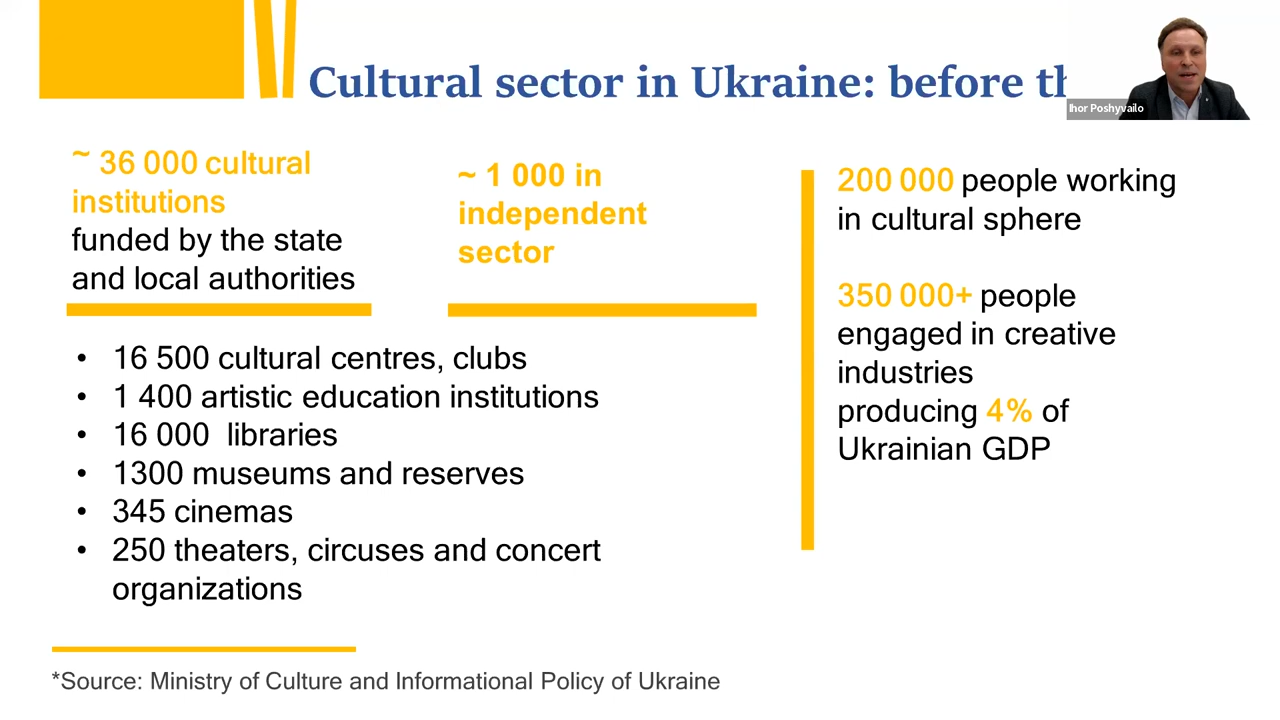 Cultural sector in Ukraine: before th
Ihor Poshyvailo
~ 36 000 cultural
institutions
funded by the state
and local authorities
~ 1 000 in
independent
sector
• 16 500 cultural centres, clubs
• 1 400 artistic education institutions
• 16 000 libraries
• 1300 museums and reserves
• 345 cinemas
• 250 theaters, circuses and concert
organizations
200 000 people working
in cultural sphere
350 000+ people
engaged in creative
industries
producing 4% of
Ukrainian GDP
*Source: Ministry of Culture and Informational Policy of Ukraine